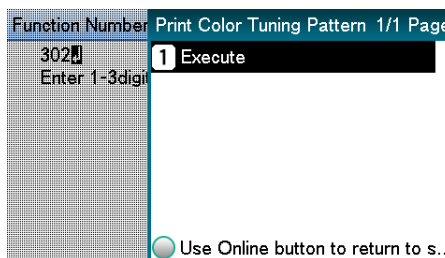 Function Number
302
Enter 1-3digi
Print Color Tuning Pattern 1/1 Page
1 Execute
Use Online button to return to s..